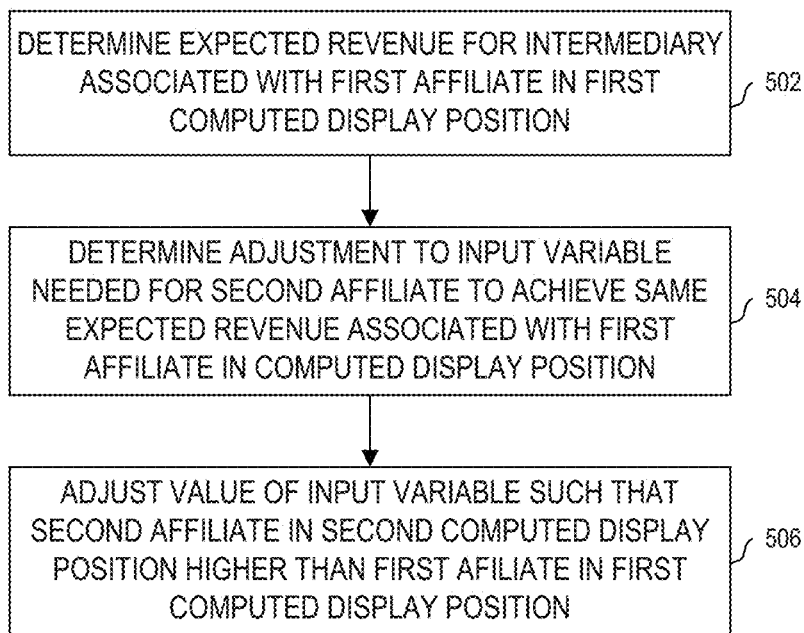 DETERMINE EXPECTED REVENUE FOR INTERMEDIARY
ASSOCIATED WITH FIRST AFFILIATE IN FIRST
COMPUTED DISPLAY POSITION
502
DETERMINE ADJUSTMENT TO INPUT VARIABLE
NEEDED FOR SECOND AFFILIATE TO ACHIEVE SAME
EXPECTED REVENUE ASSOCIATED WITH FIRST
AFFILIATE IN COMPUTED DISPLAY POSITION
504
ADJUST VALUE OF INPUT VARIABLE SUCH THAT
SECOND AFFILIATE IN SECOND COMPUTED DISPLAY
POSITION HIGHER THAN FIRST AFILIATE IN FIRST
COMPUTED DISPLAY POSITION
506